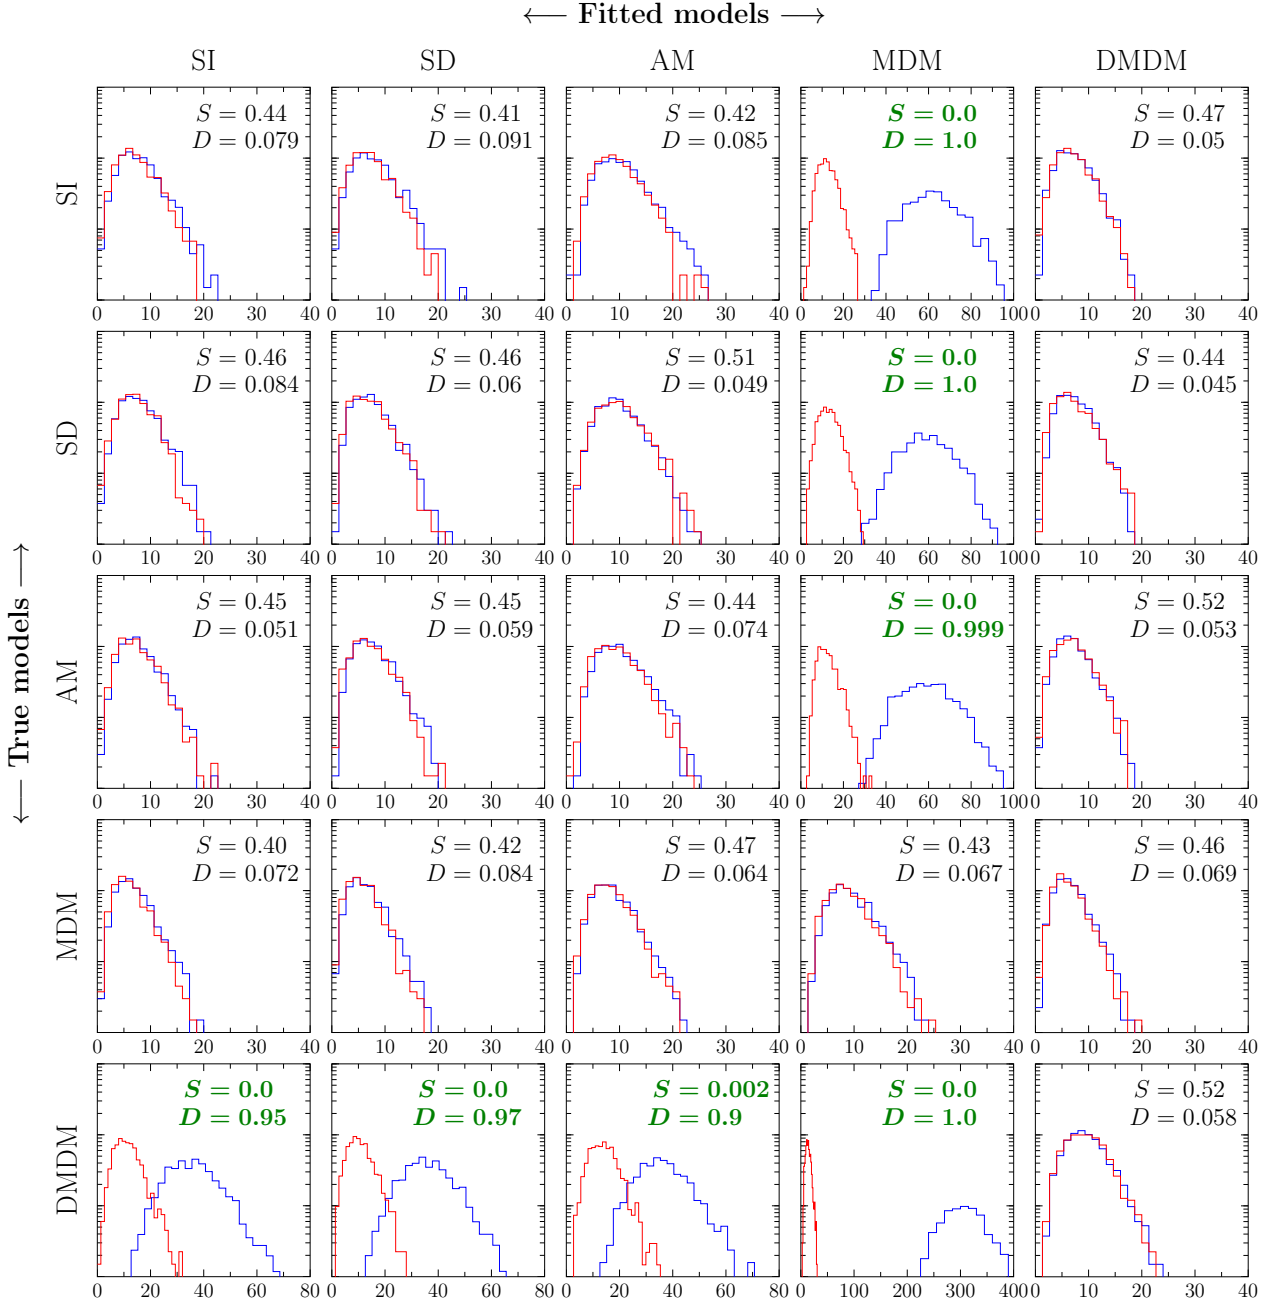 ⟵ Fitted models ⟶
SI SD AM MDM DMDM
⟵ True models ⟶
SI
S = 0.44 S = 0.41 S = 0.42 S = 0.0 S = 0.47
D = 0.079 D = 0.091 D = 0.085 D = 1.0 D = 0.05
0 10 20 30 40 0 10 20 30 40 0 10 20 30 40 0 20 40 60 80 100 0 10 20 30 40
SD
S = 0.46 S = 0.46 S = 0.51 S = 0.0 S = 0.44
D = 0.084 D = 0.06 D = 0.049 D = 1.0 D = 0.045
0 10 20 30 40 0 10 20 30 40 0 10 20 30 40 0 20 40 60 80 100 0 10 20 30 40
AM
S = 0.45 S = 0.45 S = 0.44 S = 0.0 S = 0.52
D = 0.051 D = 0.059 D = 0.074 D = 0.999 D = 0.053
0 10 20 30 40 0 10 20 30 40 0 10 20 30 40 0 20 40 60 80 100 0 10 20 30 40
MDM
S = 0.40 S = 0.42 S = 0.47 S = 0.43 S = 0.46
D = 0.072 D = 0.084 D = 0.064 D = 0.067 D = 0.069
0 10 20 30 40 0 10 20 30 40 0 10 20 30 40 0 10 20 30 40 0 10 20 30 40
DMDM
S = 0.0 S = 0.0 S = 0.002 S = 0.0 S = 0.52
D = 0.95 D = 0.97 D = 0.9 D = 1.0 D = 0.058
0 20 40 60 80 0 20 40 60 80 0 20 40 60 80 0 100 200 300 400 0 10 20 30 40